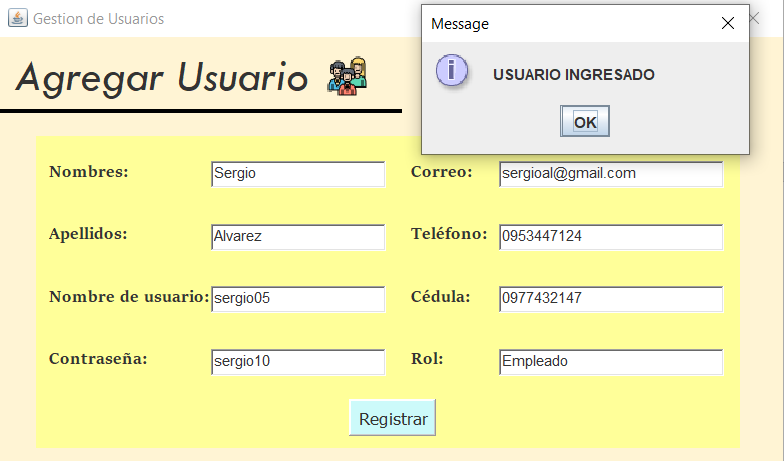 Gestion de Usuarios
Message
Agregar Usuario
USUARIO INGRESADO
OK
Nombres: Sergio Correo: sergioal@gmail.com
Apellidos: Alvarez Teléfono: 0953447124
Nombre de usuario: sergio05 Cédula: 0977432147
Contraseña: sergio10 Rol: Empleado
Registrar